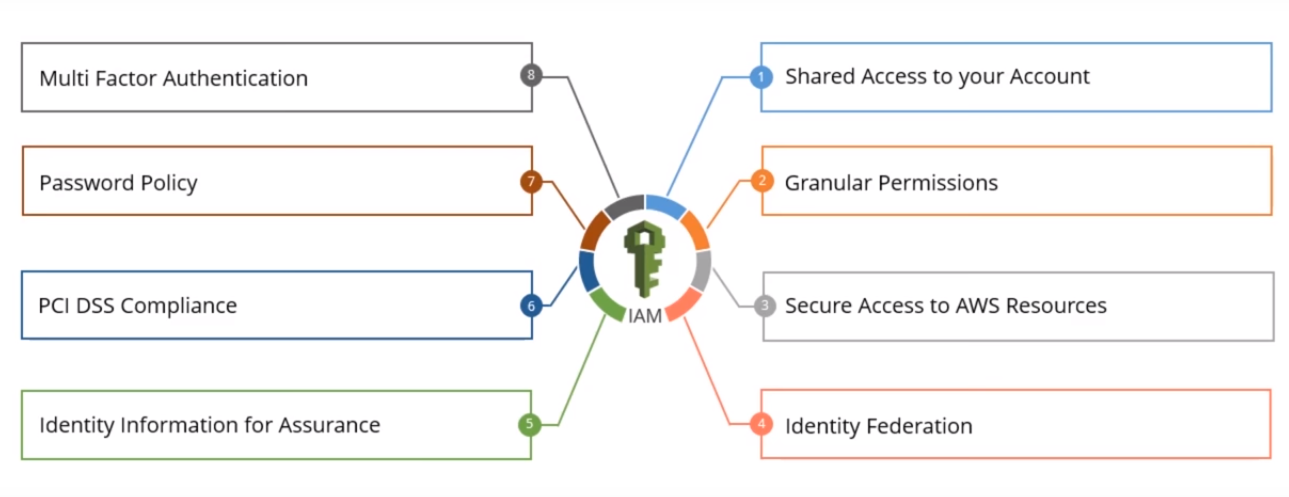 8 Multi Factor Authentication
1 Shared Access to your Account
7 Password Policy
2 Granular Permissions
6 PCI DSS Compliance
3 Secure Access to AWS Resources
IAM
5 Identity Information for Assurance
4 Identity Federation